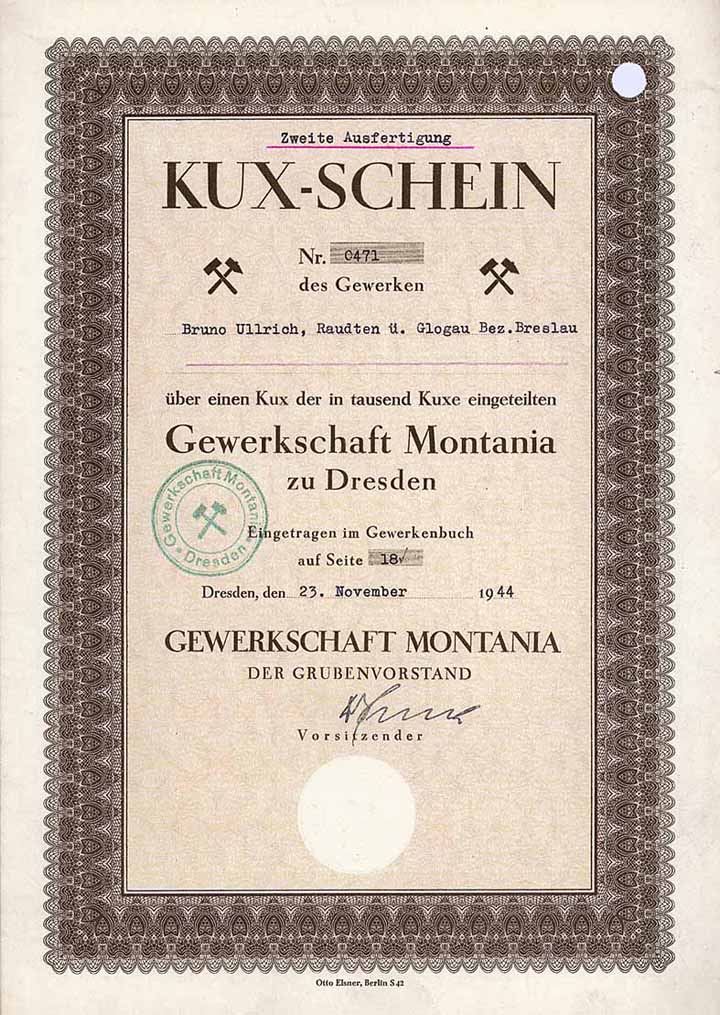 Zweite Ausfertigung
KUX-SCHEIN
Nr. 0471
des Gewerken
Bruno Ullrich, Raudten ü. Glogau Bez.Breslau
über einen Kux der in tausend Kuxe eingeteilten
Gewerkschaft Montania
zu Dresden
Gewerkschaft Montania
Dresden
Eingetragen im Gewerkenbuch
auf Seite 18
Dresden, den 23. November 1944
GEWERKSCHAFT MONTANIA
DER GRUBENVORSTAND
Vorsitzender
Otto Elsner, Berlin S 42